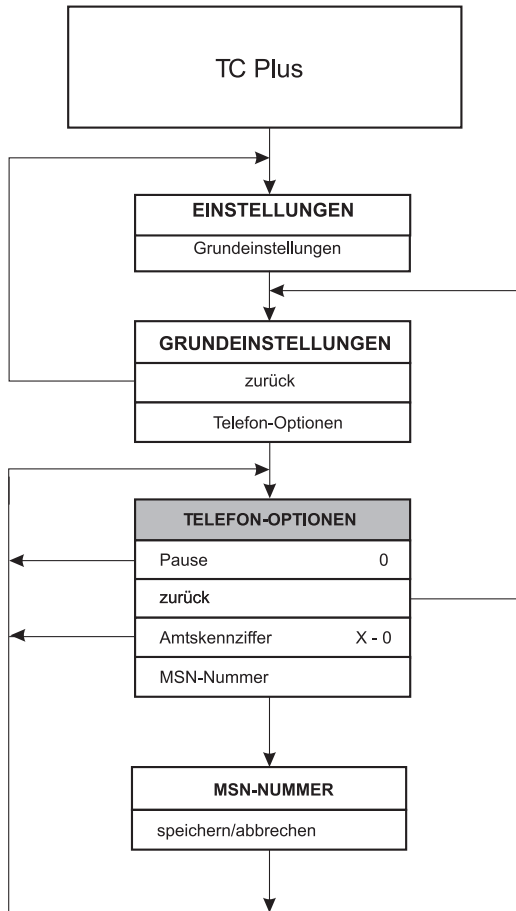 TC Plus
EINSTELLUNGEN
Grundeinstellungen
GRUNDEINSTELLUNGEN
zurück
Telefon-Optionen
TELEFON-OPTIONEN
Pause 0
zurück
Amtskennziffer X - 0
MSN-Nummer
MSN-NUMMER
speichern/abbrechen